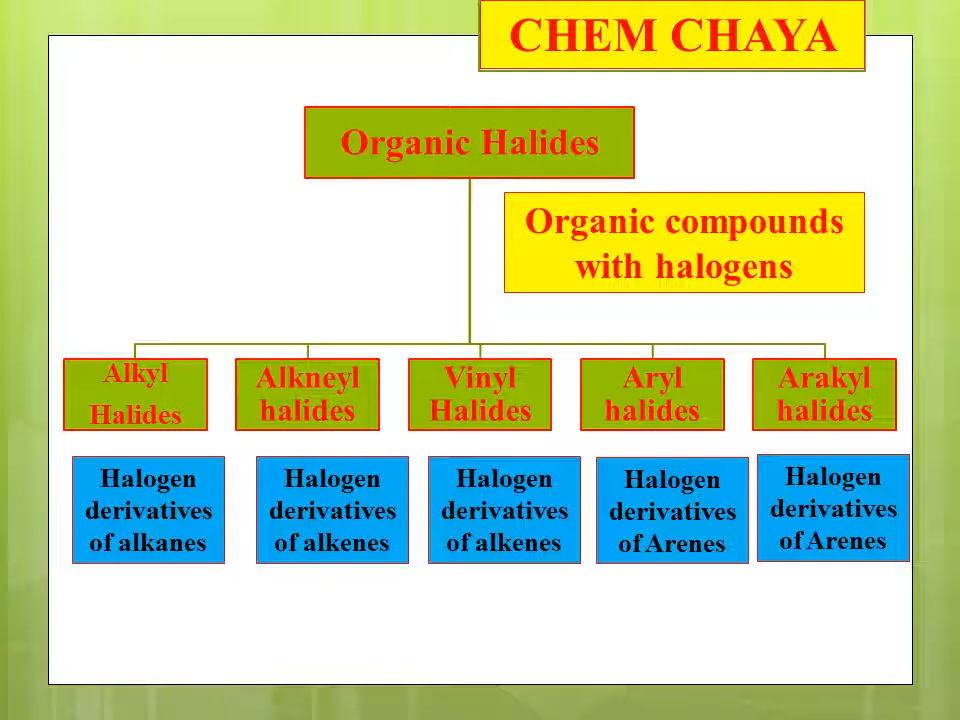 CHEM CHAYA
Organic Halides
Organic compounds
with halogens
Alkyl
Halides
Alkneyl
halides
Vinyl
Halides
Aryl
halides
Arakyl
halides
Halogen
derivatives
of alkanes
Halogen
derivatives
of alkenes
Halogen
derivatives
of alkenes
Halogen
derivatives
of Arenes
Halogen
derivatives
of Arenes